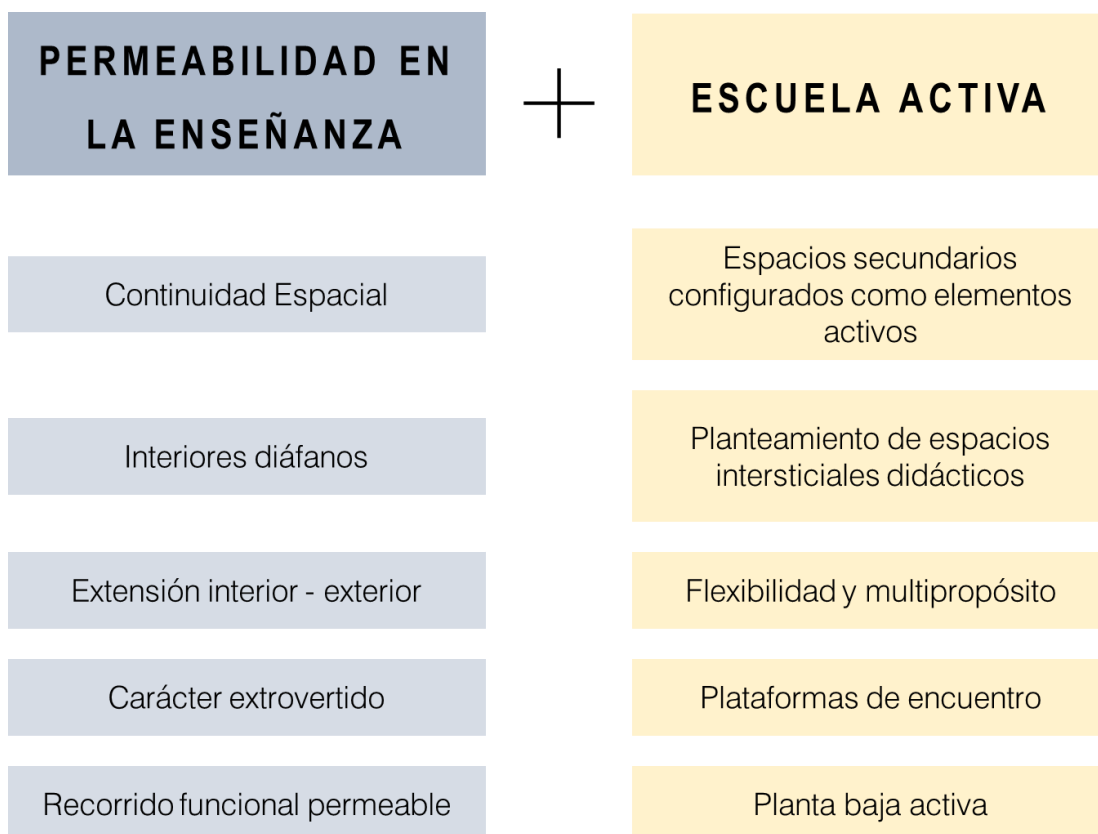 PERMEABILIDAD EN
LA ENSEÑANZA
+
ESCUELA ACTIVA
Continuidad Espacial
Espacios secundarios
configurados como elementos
activos
Interiores diáfanos
Planteamiento de espacios
intersticiales didácticos
Extensión interior - exterior
Flexibilidad y multipropósito
Carácter extrovertido
Plataformas de encuentro
Recorrido funcional permeable
Planta baja activa